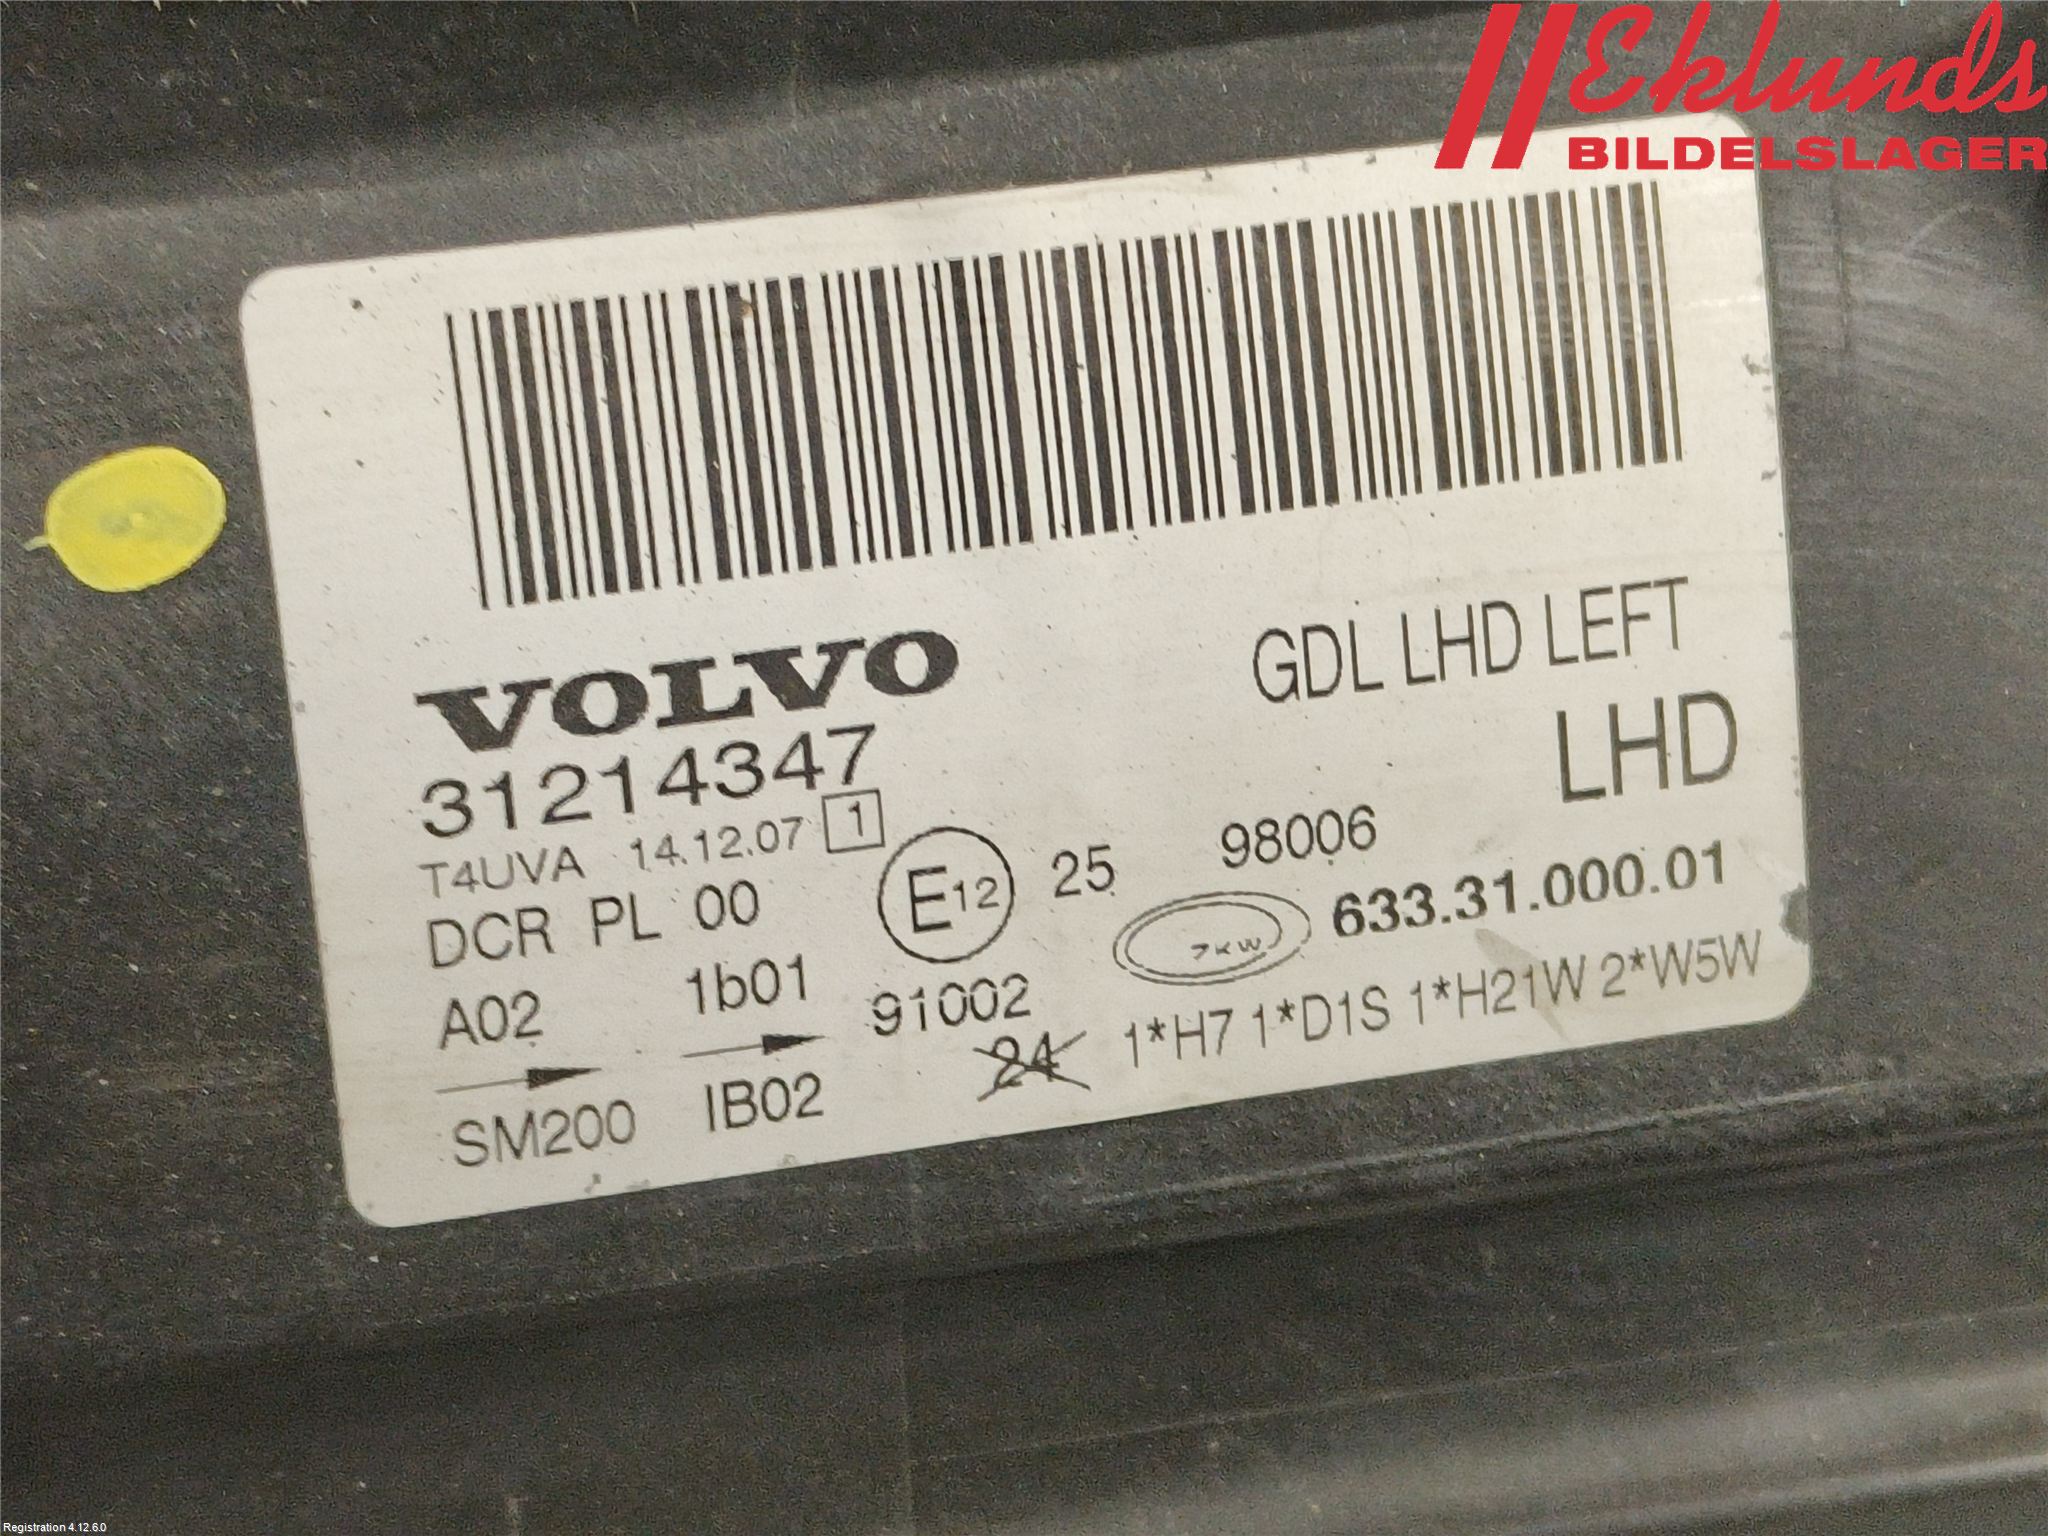 Eklunds
BILDELSLAGER
VOLVO
GDL LHD LEFT
31214347
LHD
T4UVA 14.12.07 1
DCR PL 00
E12
25
98006
ZKW
633.31.000.01
A02 1b01 91002
24
1*H7 1*D1S 1*H21W 2*W5W
SM200 IB02
Registration 4.12.6.0